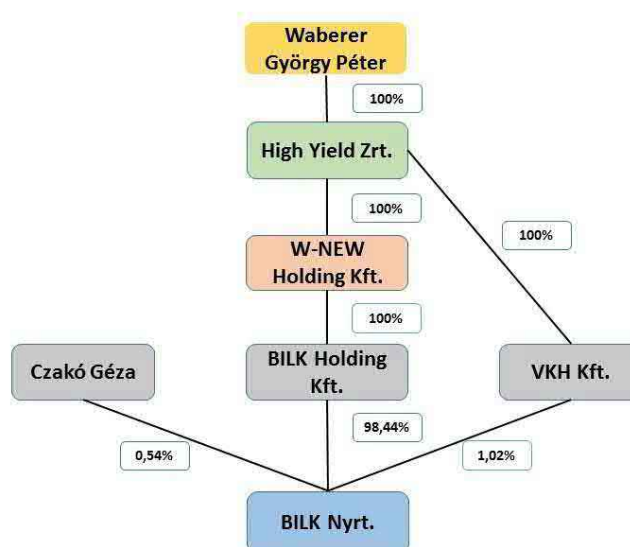 Waberer
György Péter
100%
High Yield Zrt.
100%
100%
W-NEW
Holding Kft.
100%
Czakó Géza
BILK Holding
Kft.
VKH Kft.
98,44%
0,54%
1,02%
BILK Nyrt.